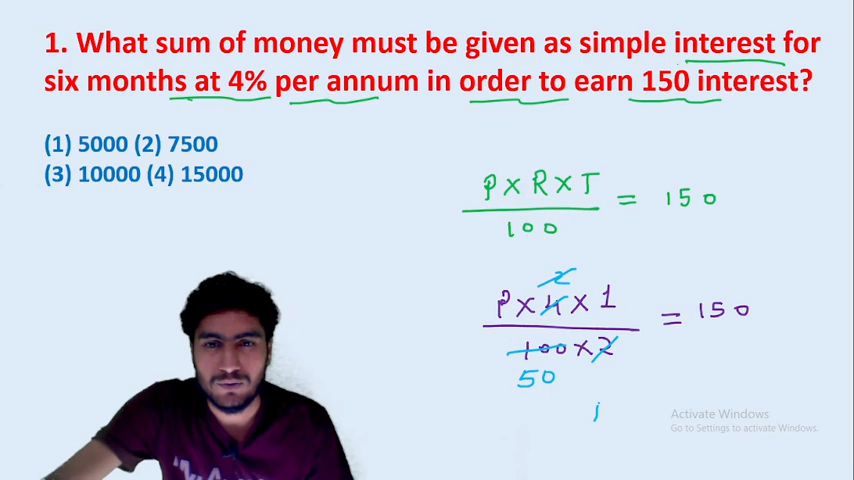 1. What sum of money must be given as simple interest for
six months at 4% per annum in order to earn 150 interest?
(1) 5000 (2) 7500
(3) 10000 (4) 15000
P × R × T
100
= 150
2
P × 4 × 1
100 × 2
= 150
50
Activate Windows
Go to Settings to activate Windows.